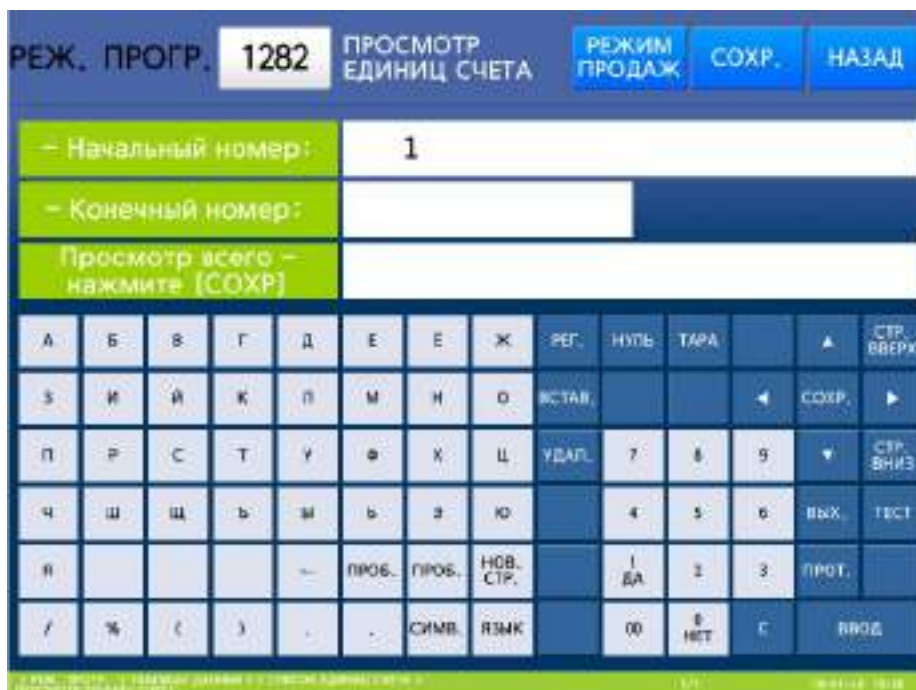 РЕЖ. ПРОГР. 1282 ПРОСМОТР ЕДИНИЦ СЧЕТА РЕЖИМ ПРОДАЖ СОХР. НАЗАД
- Начальный номер: 1
- Конечный номер:
Просмотр всего -
нажмите [СОХР]
А Б В Г Д Е Ё Ж РЕГ. НУЛЬ ТАРА ▲ СТР. ВВЕРХ
З И Й К Л М Н О ВСТАВ. ◄ СОХР. ►
П Р С Т У Ф Х Ц УДАЛ. 7 8 9 ▼ СТР. ВНИЗ
Ч Ш Щ Ъ Ы Ь Э Ю 4 5 6 ВЫХ. ТЕСТ
Я ← ПРОБ. ПРОБ. НОВ. СТР. 1 ДА 2 3 ПРОТ.
/ % ( ) , . СИМВ. ЯЗЫК 00 0 НЕТ C ВВОД